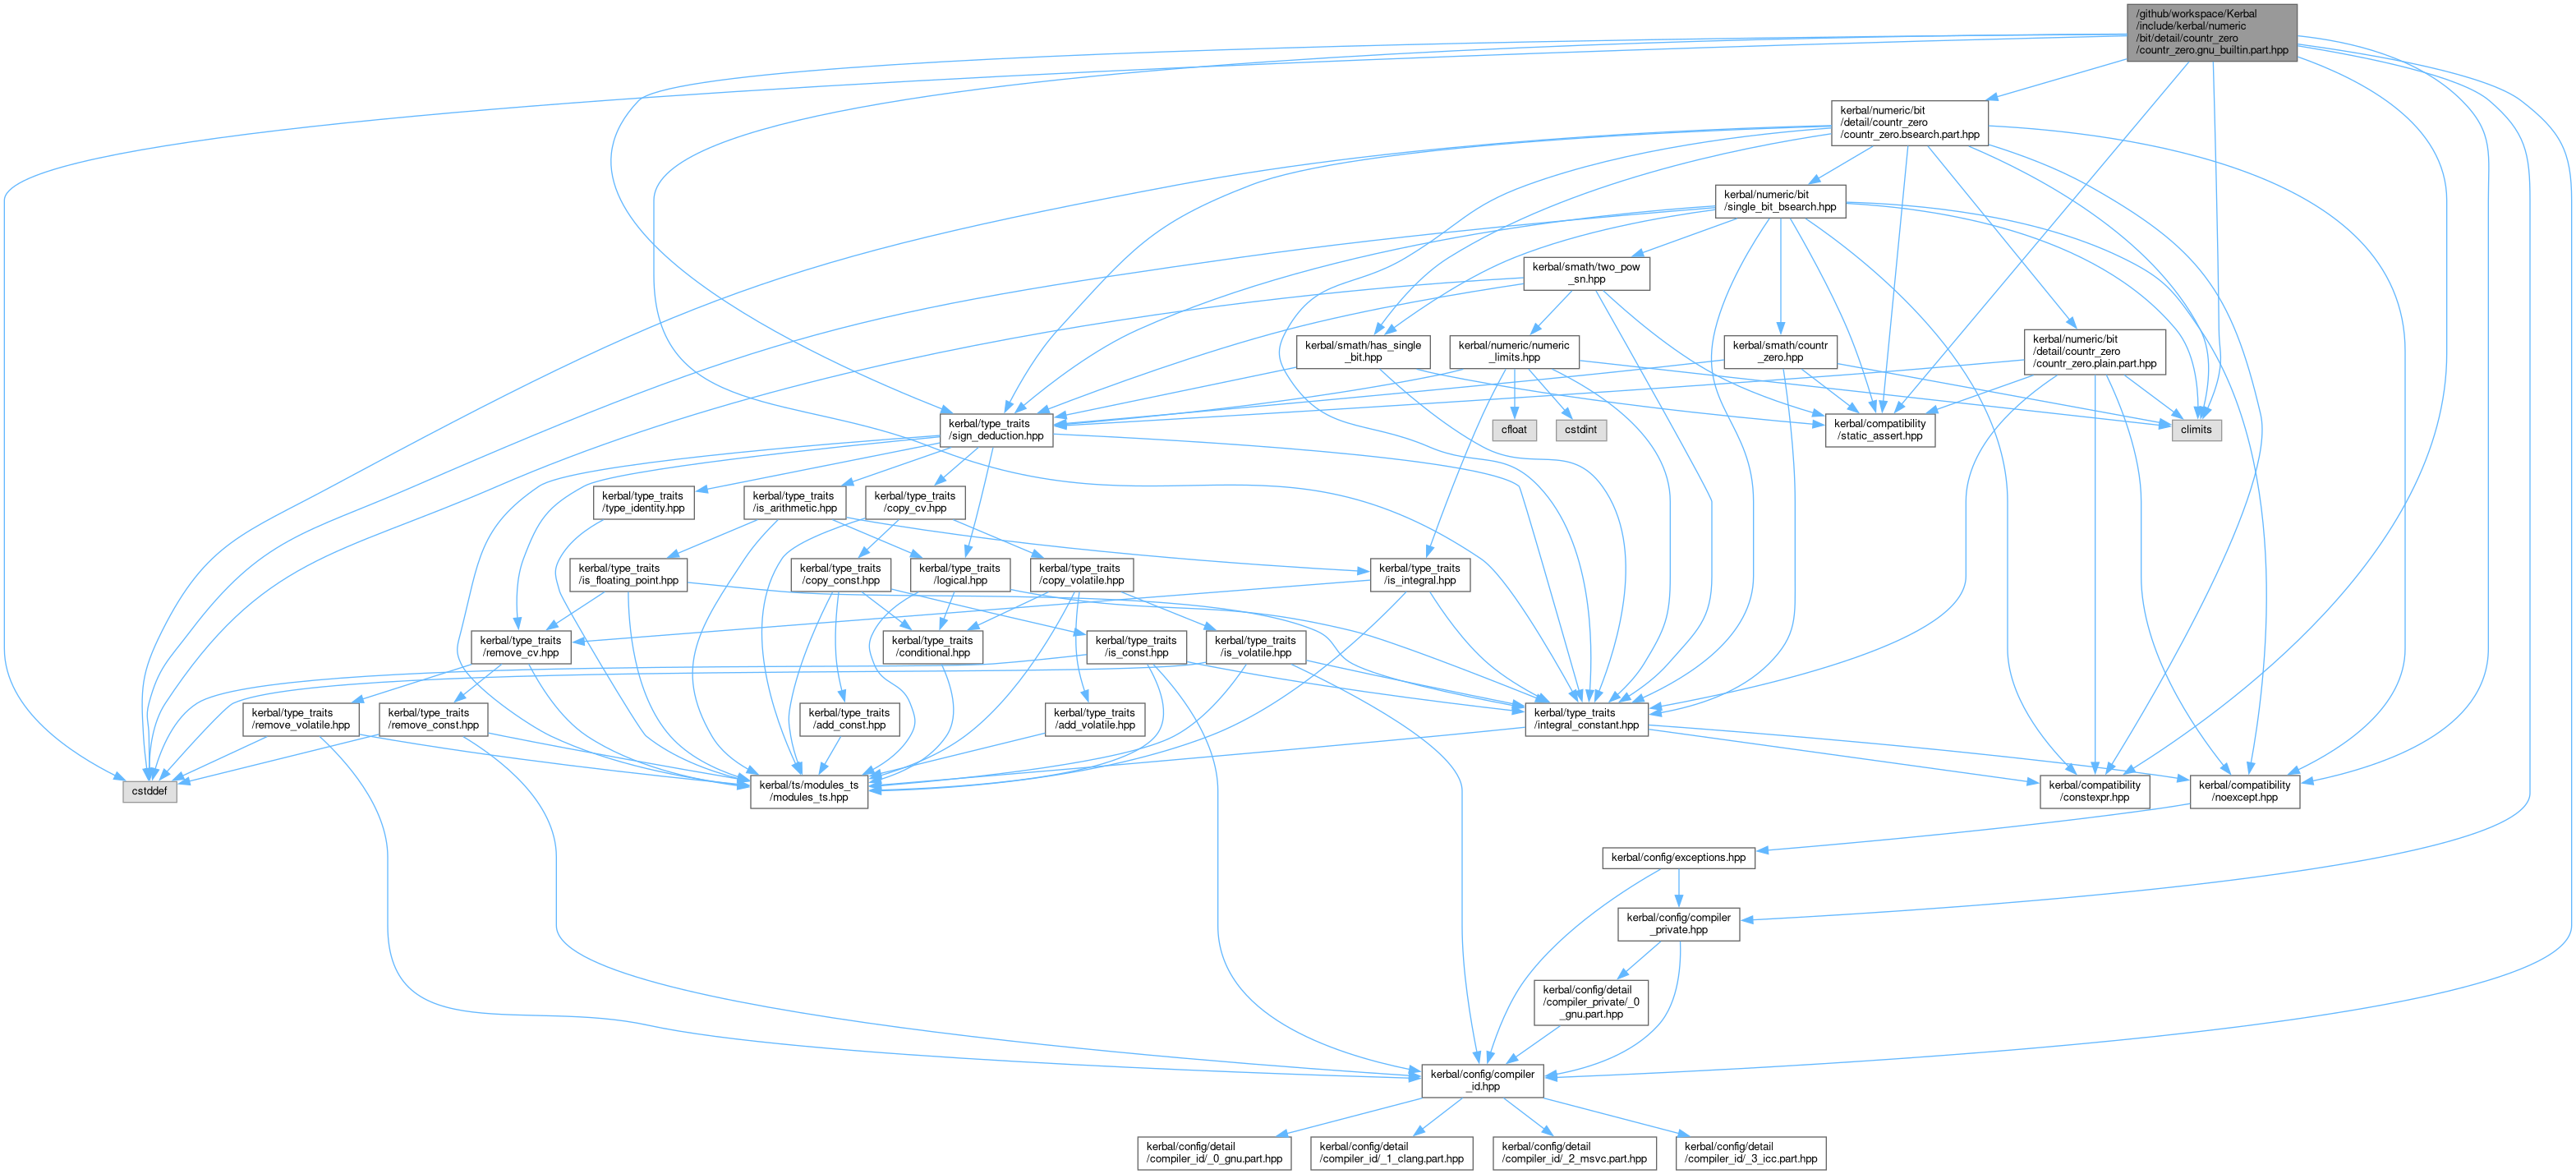 /github/workspace/Kerbal
/include/kerbal/numeric
/bit/detail/countr_zero
/countr_zero.gnu_builtin.part.hpp
kerbal/numeric/bit
/detail/countr_zero
/countr_zero.bsearch.part.hpp
kerbal/numeric/bit
/single_bit_bsearch.hpp
kerbal/smath/two_pow
_sn.hpp
kerbal/smath/has_single
_bit.hpp
kerbal/numeric/numeric
_limits.hpp
kerbal/smath/countr
_zero.hpp
kerbal/numeric/bit
/detail/countr_zero
/countr_zero.plain.part.hpp
kerbal/type_traits
/sign_deduction.hpp
cfloat
cstdint
kerbal/compatibility
/static_assert.hpp
climits
kerbal/type_traits
/type_identity.hpp
kerbal/type_traits
/is_arithmetic.hpp
kerbal/type_traits
/copy_cv.hpp
kerbal/type_traits
/is_floating_point.hpp
kerbal/type_traits
/copy_const.hpp
kerbal/type_traits
/logical.hpp
kerbal/type_traits
/copy_volatile.hpp
kerbal/type_traits
/is_integral.hpp
kerbal/type_traits
/remove_cv.hpp
kerbal/type_traits
/conditional.hpp
kerbal/type_traits
/is_const.hpp
kerbal/type_traits
/is_volatile.hpp
kerbal/type_traits
/remove_volatile.hpp
kerbal/type_traits
/remove_const.hpp
kerbal/type_traits
/add_const.hpp
kerbal/type_traits
/add_volatile.hpp
kerbal/type_traits
/integral_constant.hpp
cstddef
kerbal/ts/modules_ts
/modules_ts.hpp
kerbal/compatibility
/constexpr.hpp
kerbal/compatibility
/noexcept.hpp
kerbal/config/exceptions.hpp
kerbal/config/compiler
_private.hpp
kerbal/config/detail
/compiler_private/_0
_gnu.part.hpp
kerbal/config/compiler
_id.hpp
kerbal/config/detail
/compiler_id/_0_gnu.part.hpp
kerbal/config/detail
/compiler_id/_1_clang.part.hpp
kerbal/config/detail
/compiler_id/_2_msvc.part.hpp
kerbal/config/detail
/compiler_id/_3_icc.part.hpp